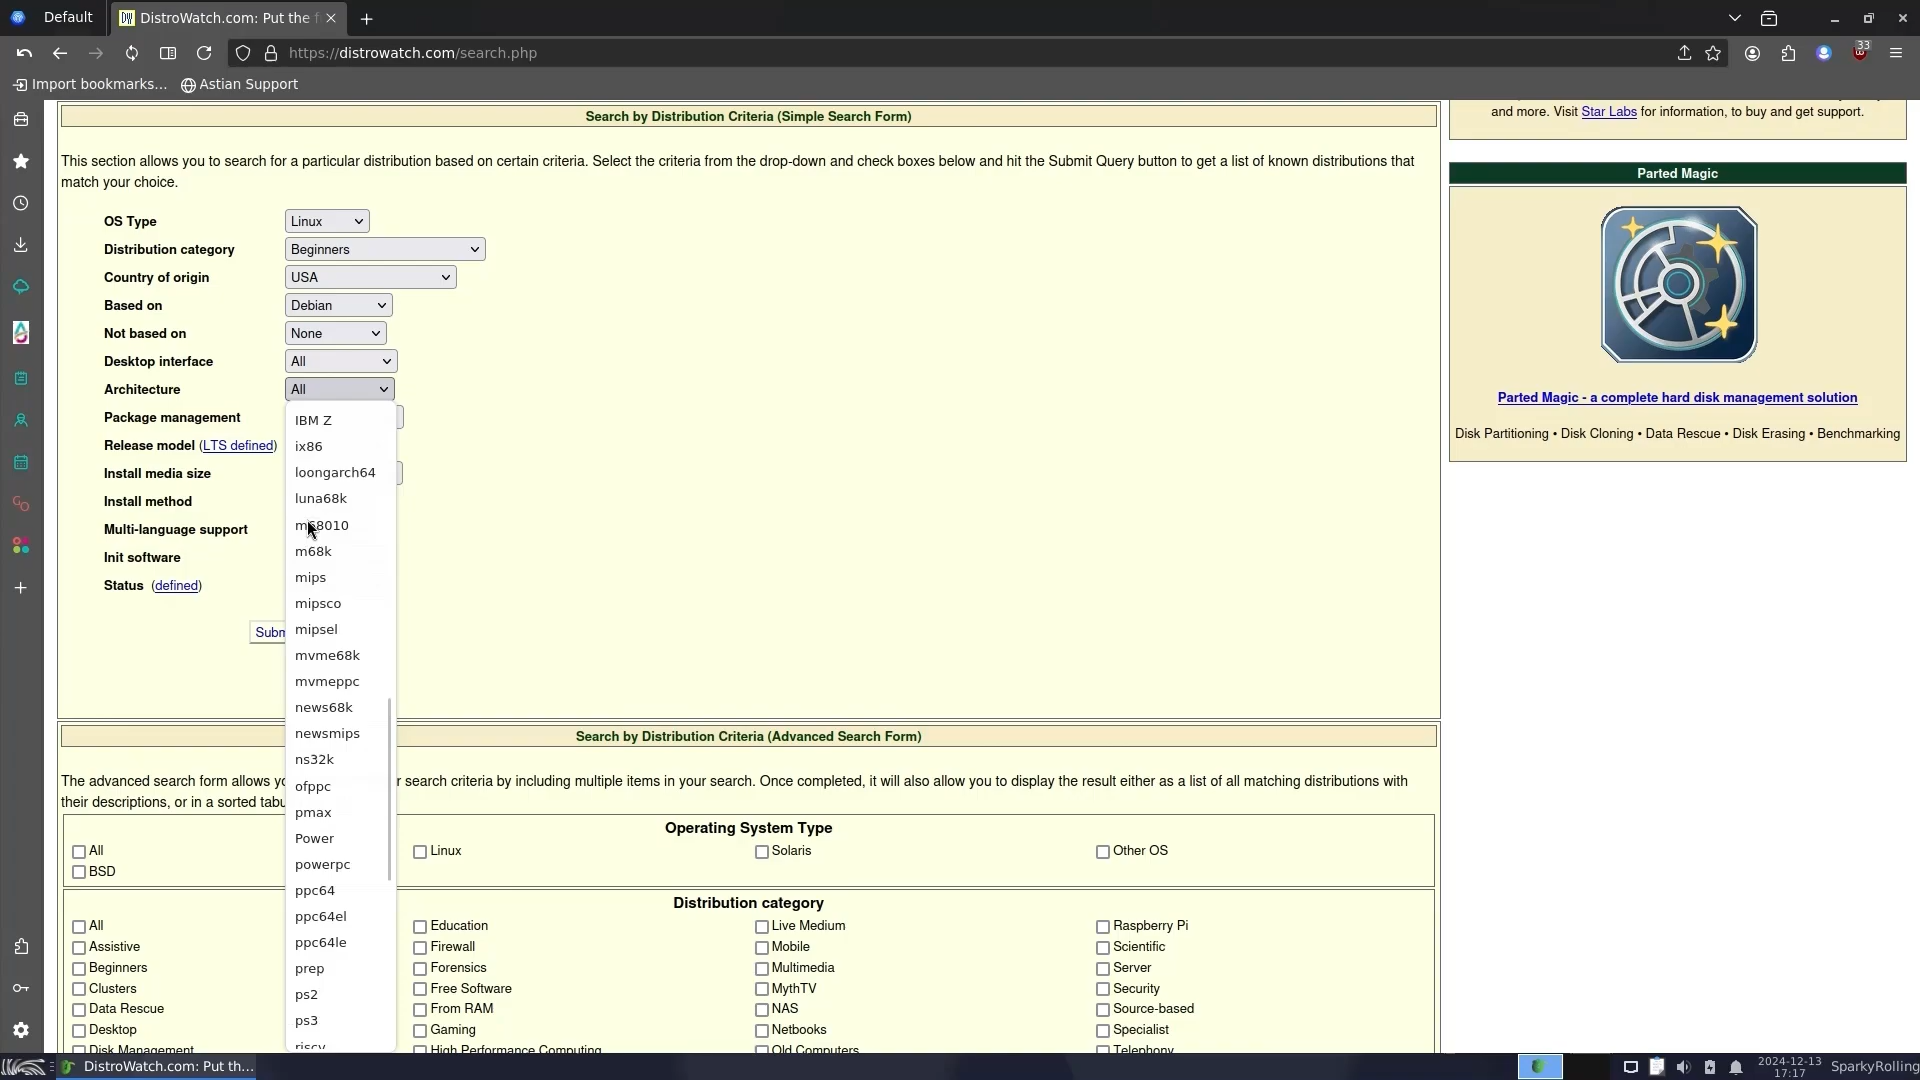 Default
DistroWatch.com: Put the f
https://distrowatch.com/search.php
33
Import bookmarks...
Astian Support
Search by Distribution Criteria (Simple Search Form)
This section allows you to search for a particular distribution based on certain criteria. Select the criteria from the drop-down and check boxes below and hit the Submit Query button to get a list of known distributions that
match your choice.
OS Type
Linux
Distribution category
Beginners
Country of origin
USA
Based on
Debian
Not based on
None
Desktop interface
All
Architecture
All
Package management
Release model (LTS defined)
Install media size
Install method
Multi-language support
Init software
Status (defined)
Subm
IBM Z
ix86
loongarch64
luna68k
m68010
m68k
mips
mipsco
mipsel
mvme68k
mvmeppc
news68k
newsmips
ns32k
ofppc
pmax
Power
powerpc
ppc64
ppc64el
ppc64le
prep
ps2
ps3
riscv
and more. Visit Star Labs for information, to buy and get support.
Parted Magic
Parted Magic - a complete hard disk management solution
Disk Partitioning • Disk Cloning • Data Rescue • Disk Erasing • Benchmarking
Search by Distribution Criteria (Advanced Search Form)
The advanced search form allows yo
r search criteria by including multiple items in your search. Once completed, it will also allow you to display the result either as a list of all matching distributions with
their descriptions, or in a sorted tabu
Operating System Type
All
Linux
Solaris
Other OS
BSD
Distribution category
All
Education
Live Medium
Raspberry Pi
Assistive
Firewall
Mobile
Scientific
Beginners
Forensics
Multimedia
Server
Clusters
Free Software
MythTV
Security
Data Rescue
From RAM
NAS
Source-based
Desktop
Gaming
Netbooks
Specialist
Disk Management
High Performance Computing
Old Computers
Telephony
DistroWatch.com: Put th...
2024-12-13
17:17
SparkyRolling